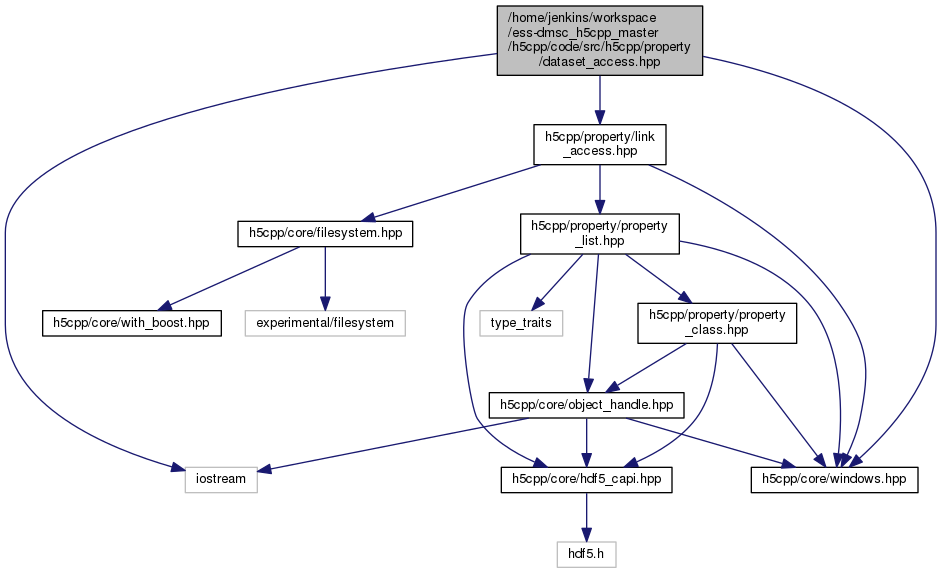 /home/jenkins/workspace
/ess-dmsc_h5cpp_master
/h5cpp/code/src/h5cpp/property
/dataset_access.hpp
h5cpp/property/link
_access.hpp
h5cpp/core/filesystem.hpp
h5cpp/property/property
_list.hpp
h5cpp/core/with_boost.hpp
experimental/filesystem
type_traits
h5cpp/property/property
_class.hpp
h5cpp/core/object_handle.hpp
iostream
h5cpp/core/hdf5_capi.hpp
h5cpp/core/windows.hpp
hdf5.h